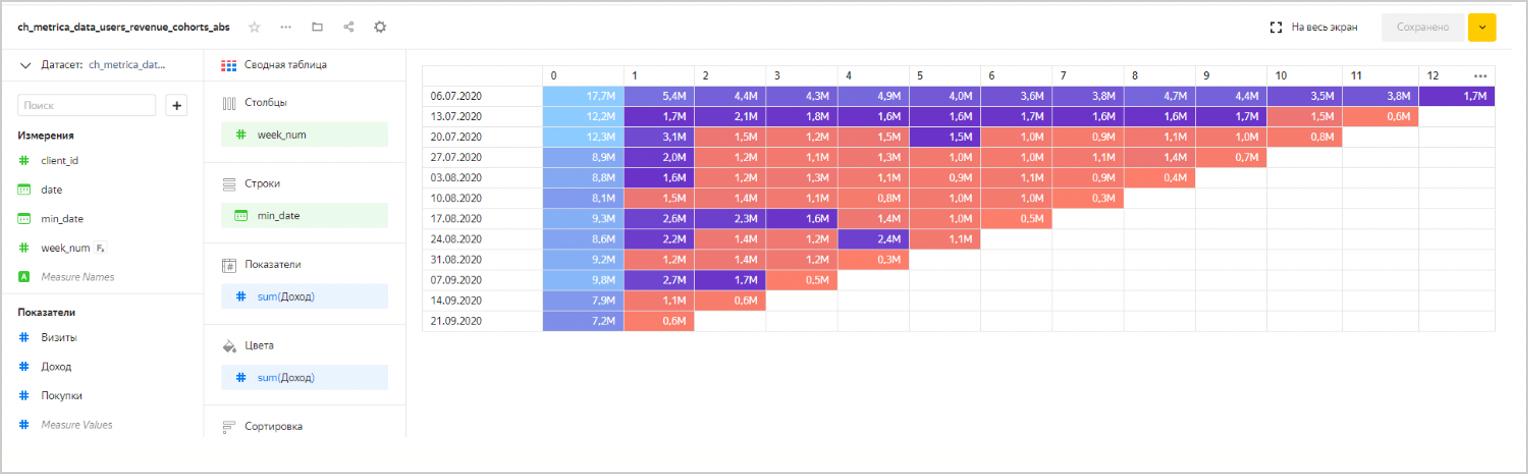 ch_metrica_data_users_revenue_cohorts_abs
На весь экран
Сохранено
Датасет: ch_metrica_dat...
Поиск
+
Измерения
client_id
date
min_date
week_num
Measure Names
Показатели
Визиты
Доход
Покупки
Measure Values
Сводная таблица
Столбцы
week_num
Строки
min_date
Показатели
sum(Доход)
Цвета
sum(Доход)
Сортировка
0 1 2 3 4 5 6 7 8 9 10 11 12
06.07.2020 17,7M 5,4M 4,4M 4,3M 4,9M 4,0M 3,6M 3,8M 4,7M 4,4M 3,5M 3,8M 1,7M
13.07.2020 12,2M 1,7M 2,1M 1,8M 1,6M 1,6M 1,7M 1,6M 1,6M 1,7M 1,5M 0,6M
20.07.2020 12,3M 3,1M 1,5M 1,2M 1,5M 1,5M 1,0M 0,9M 1,1M 1,0M 0,8M
27.07.2020 8,9M 2,0M 1,2M 1,1M 1,3M 1,0M 1,0M 1,1M 1,4M 0,7M
03.08.2020 8,8M 1,6M 1,2M 1,3M 1,1M 0,9M 1,1M 0,9M 0,4M
10.08.2020 8,1M 1,5M 1,4M 1,1M 0,8M 1,0M 1,0M 0,3M
17.08.2020 9,3M 2,6M 2,3M 1,6M 1,4M 1,0M 0,5M
24.08.2020 8,6M 2,2M 1,4M 1,2M 2,4M 1,1M
31.08.2020 9,2M 1,2M 1,4M 1,2M 0,3M
07.09.2020 9,8M 2,7M 1,7M 0,5M
14.09.2020 7,9M 1,1M 0,6M
21.09.2020 7,2M 0,6M